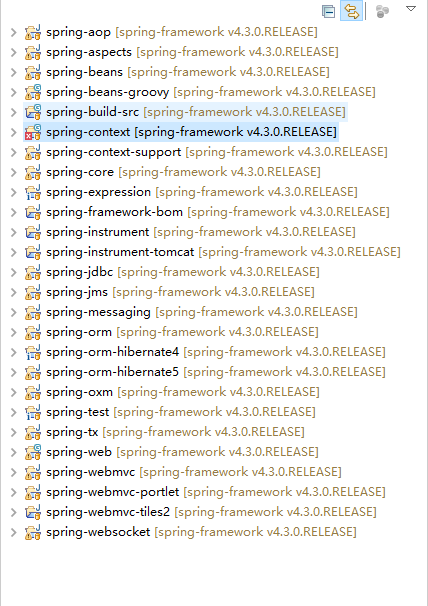 spring-aop [spring-framework v4.3.0.RELEASE]
spring-aspects [spring-framework v4.3.0.RELEASE]
spring-beans [spring-framework v4.3.0.RELEASE]
spring-beans-groovy [spring-framework v4.3.0.RELEASE]
spring-build-src [spring-framework v4.3.0.RELEASE]
spring-context [spring-framework v4.3.0.RELEASE]
spring-context-support [spring-framework v4.3.0.RELEASE]
spring-core [spring-framework v4.3.0.RELEASE]
spring-expression [spring-framework v4.3.0.RELEASE]
spring-framework-bom [spring-framework v4.3.0.RELEASE]
spring-instrument [spring-framework v4.3.0.RELEASE]
spring-instrument-tomcat [spring-framework v4.3.0.RELEASE]
spring-jdbc [spring-framework v4.3.0.RELEASE]
spring-jms [spring-framework v4.3.0.RELEASE]
spring-messaging [spring-framework v4.3.0.RELEASE]
spring-orm [spring-framework v4.3.0.RELEASE]
spring-orm-hibernate4 [spring-framework v4.3.0.RELEASE]
spring-orm-hibernate5 [spring-framework v4.3.0.RELEASE]
spring-oxm [spring-framework v4.3.0.RELEASE]
spring-test [spring-framework v4.3.0.RELEASE]
spring-tx [spring-framework v4.3.0.RELEASE]
spring-web [spring-framework v4.3.0.RELEASE]
spring-webmvc [spring-framework v4.3.0.RELEASE]
spring-webmvc-portlet [spring-framework v4.3.0.RELEASE]
spring-webmvc-tiles2 [spring-framework v4.3.0.RELEASE]
spring-websocket [spring-framework v4.3.0.RELEASE]